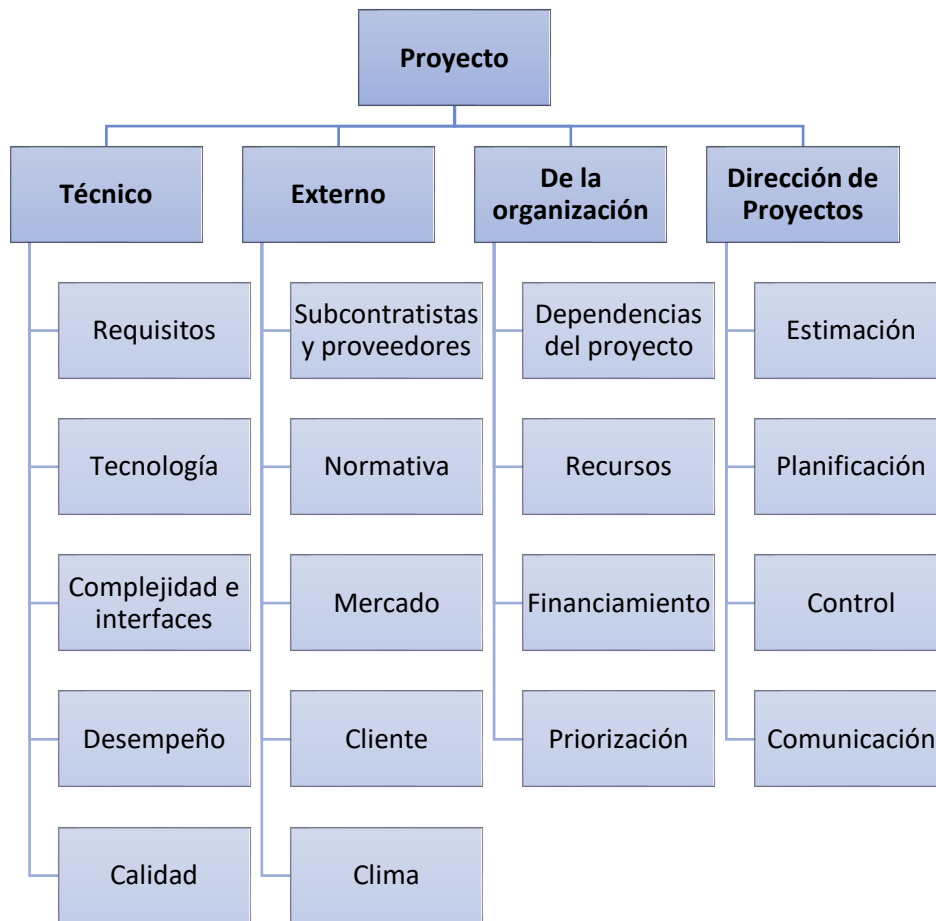 Proyecto
Técnico
Externo
De la
organización
Dirección de
Proyectos
Requisitos
Subcontratistas
y proveedores
Dependencias
del proyecto
Estimación
Tecnología
Normativa
Recursos
Planificación
Complejidad e
interfaces
Mercado
Financiamiento
Control
Desempeño
Cliente
Priorización
Comunicación
Calidad
Clima